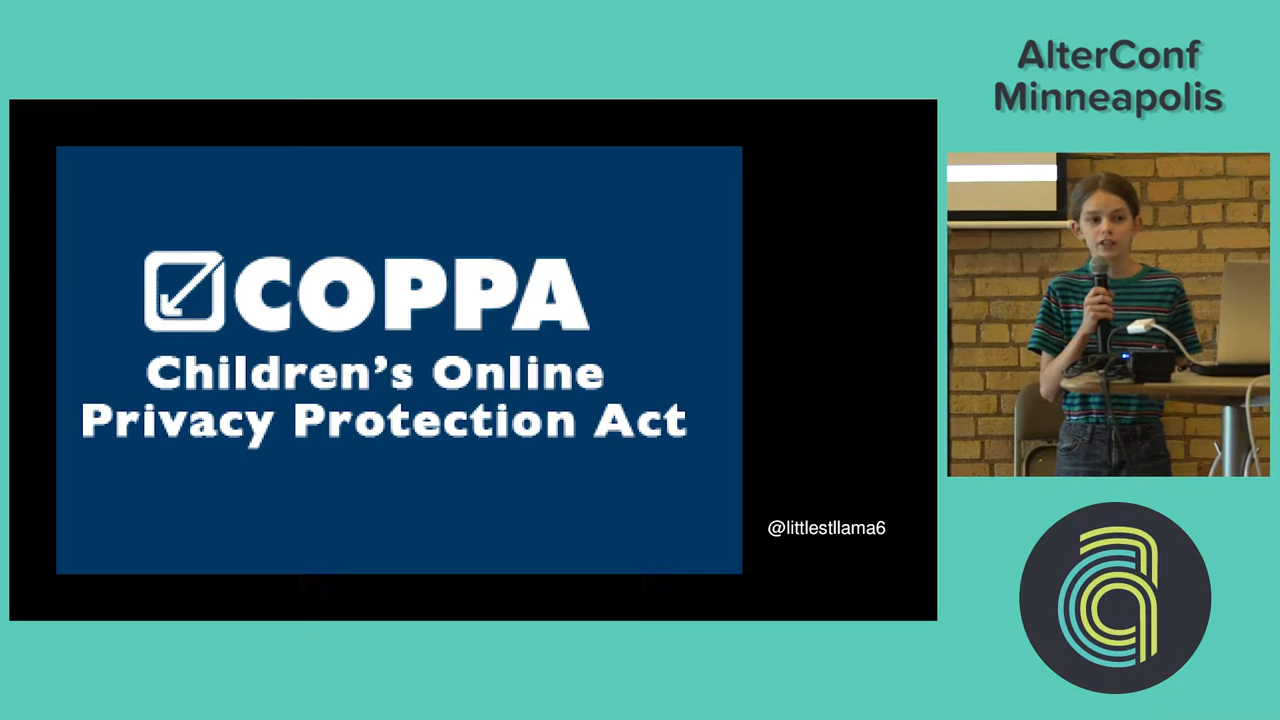 AlterConf
Minneapolis
COPPA
Children's Online
Privacy Protection Act
@littlestllama6